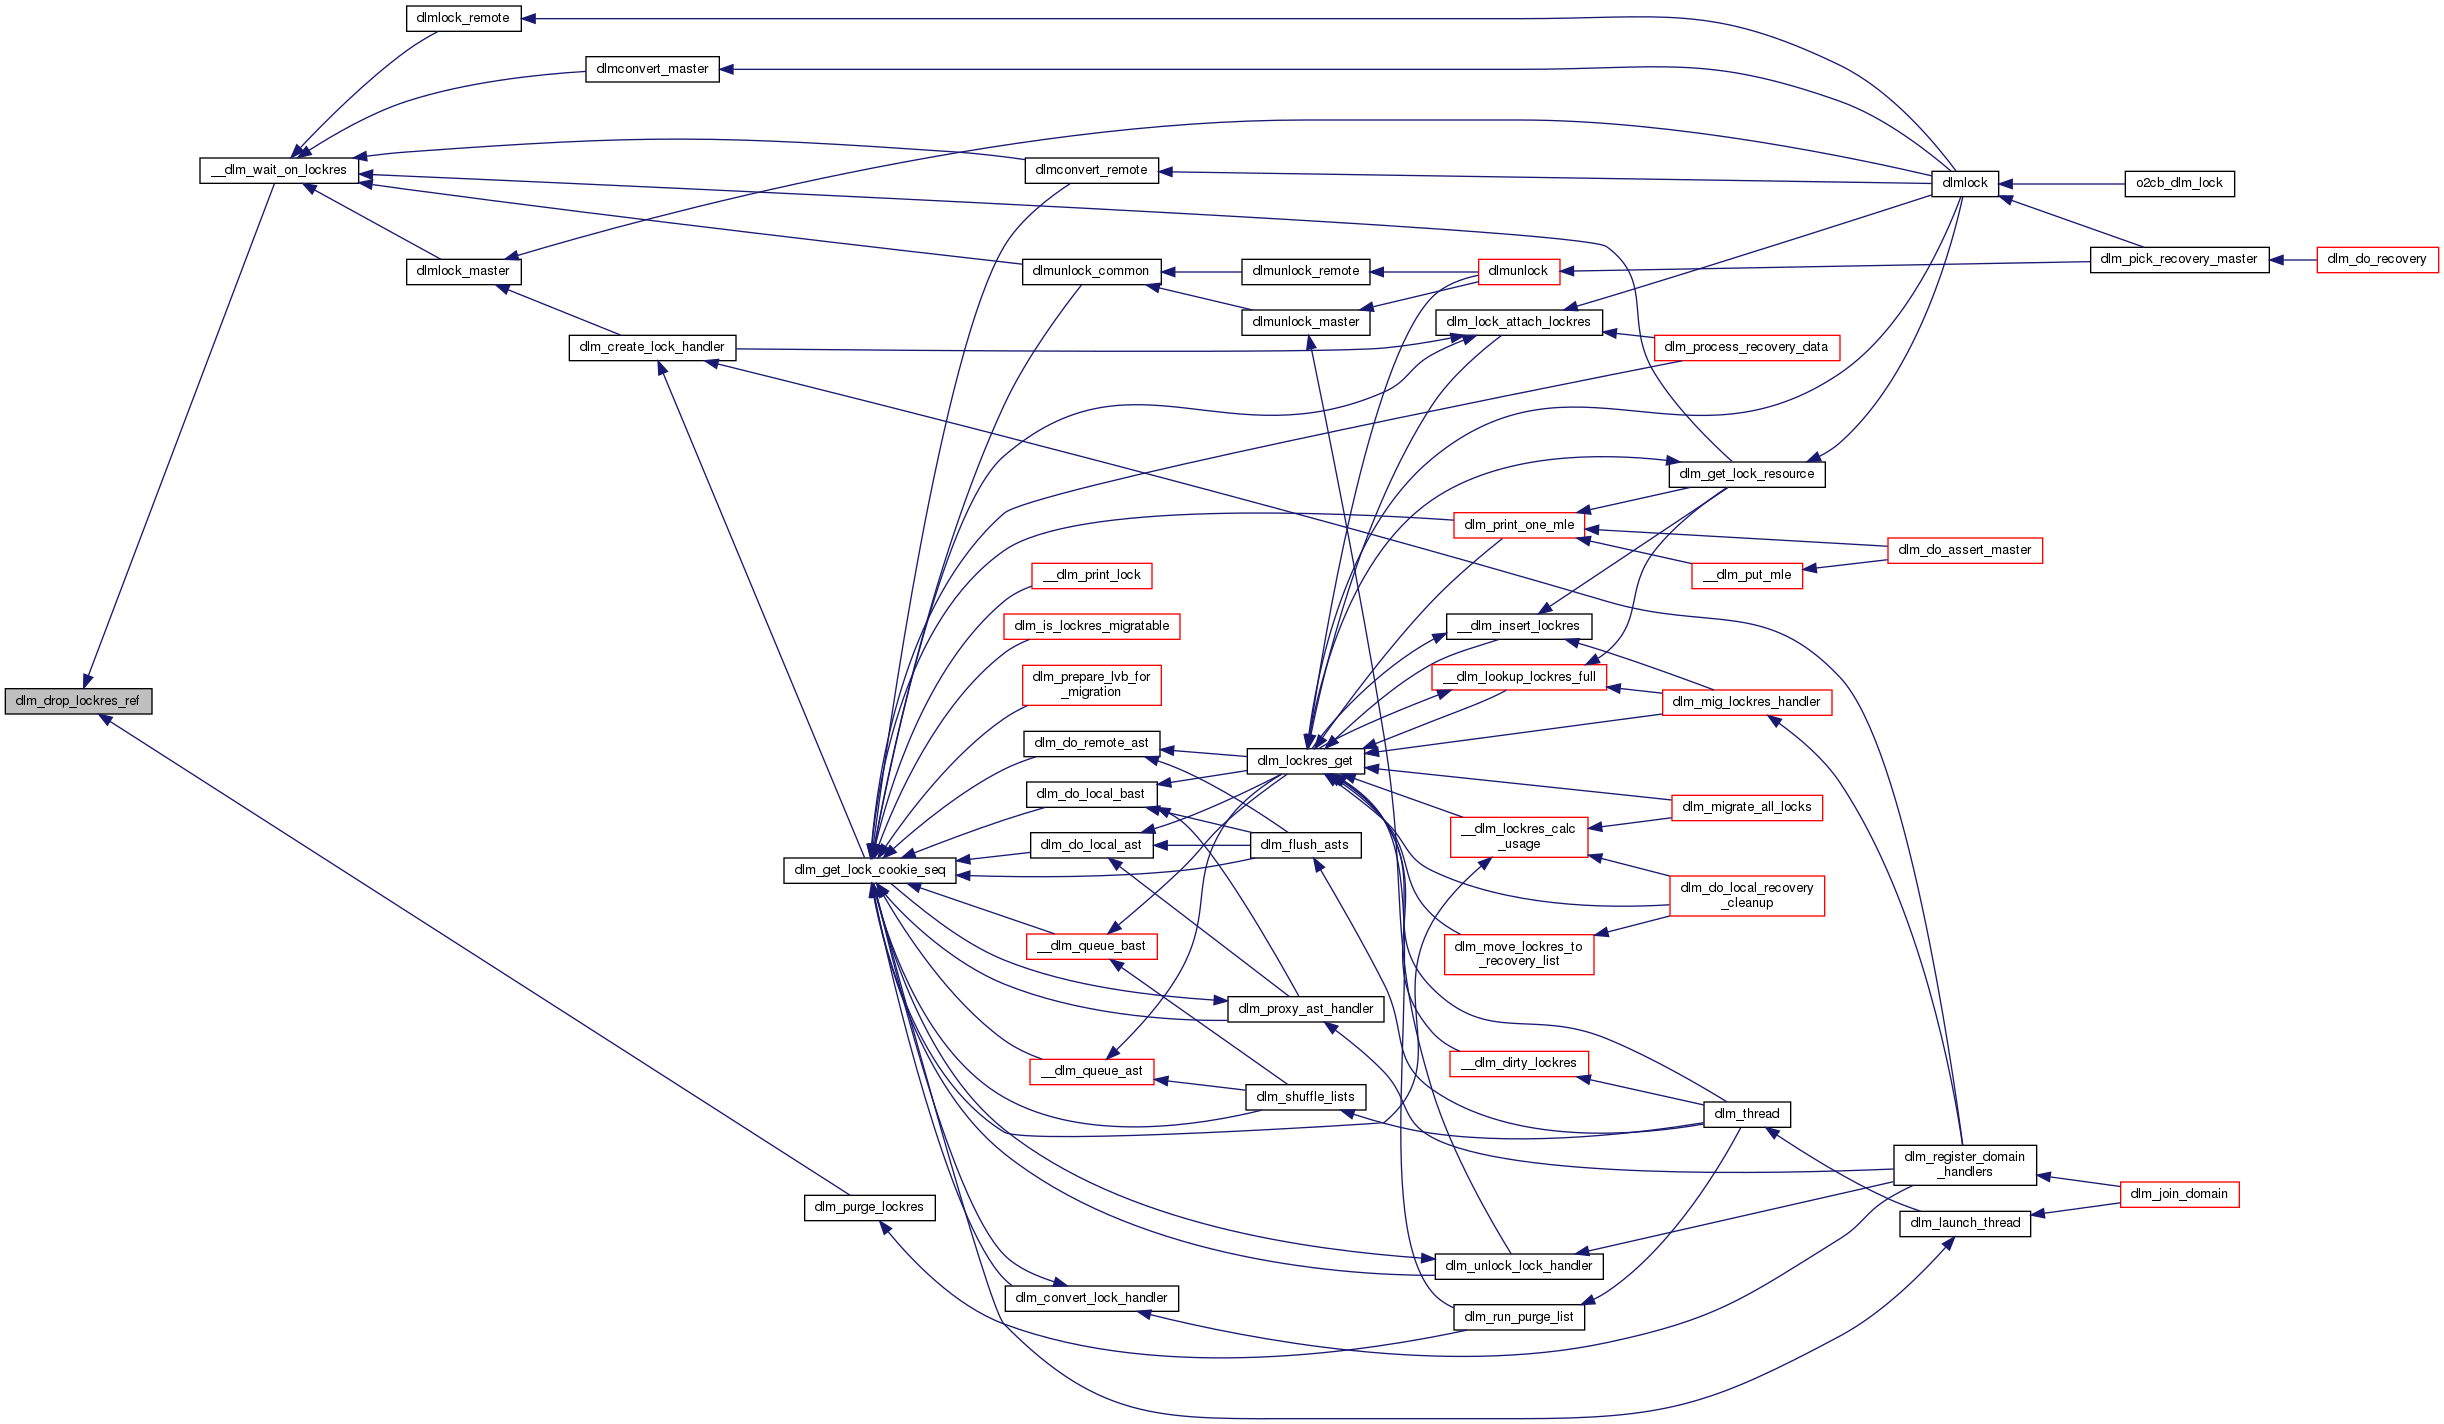 dlmlock_remote
dlmconvert_master
__dlm_wait_on_lockres
dlmconvert_remote
dlmlock
o2cb_dlm_lock
dlmlock_master
dlmunlock_common
dlmunlock_remote
dlmunlock
dlm_pick_recovery_master
dlm_do_recovery
dlmunlock_master
dlm_lock_attach_lockres
dlm_create_lock_handler
dlm_process_recovery_data
dlm_get_lock_resource
dlm_print_one_mle
dlm_do_assert_master
__dlm_print_lock
__dlm_put_mle
dlm_is_lockres_migratable
__dlm_insert_lockres
dlm_prepare_lvb_for
_migration
__dlm_lookup_lockres_full
dlm_drop_lockres_ref
dlm_mig_lockres_handler
dlm_do_remote_ast
dlm_lockres_get
dlm_do_local_bast
dlm_migrate_all_locks
dlm_do_local_ast
dlm_flush_asts
__dlm_lockres_calc
_usage
dlm_get_lock_cookie_seq
dlm_do_local_recovery
_cleanup
__dlm_queue_bast
dlm_move_lockres_to
_recovery_list
dlm_proxy_ast_handler
__dlm_queue_ast
__dlm_dirty_lockres
dlm_shuffle_lists
dlm_thread
dlm_register_domain
_handlers
dlm_join_domain
dlm_purge_lockres
dlm_launch_thread
dlm_unlock_lock_handler
dlm_convert_lock_handler
dlm_run_purge_list